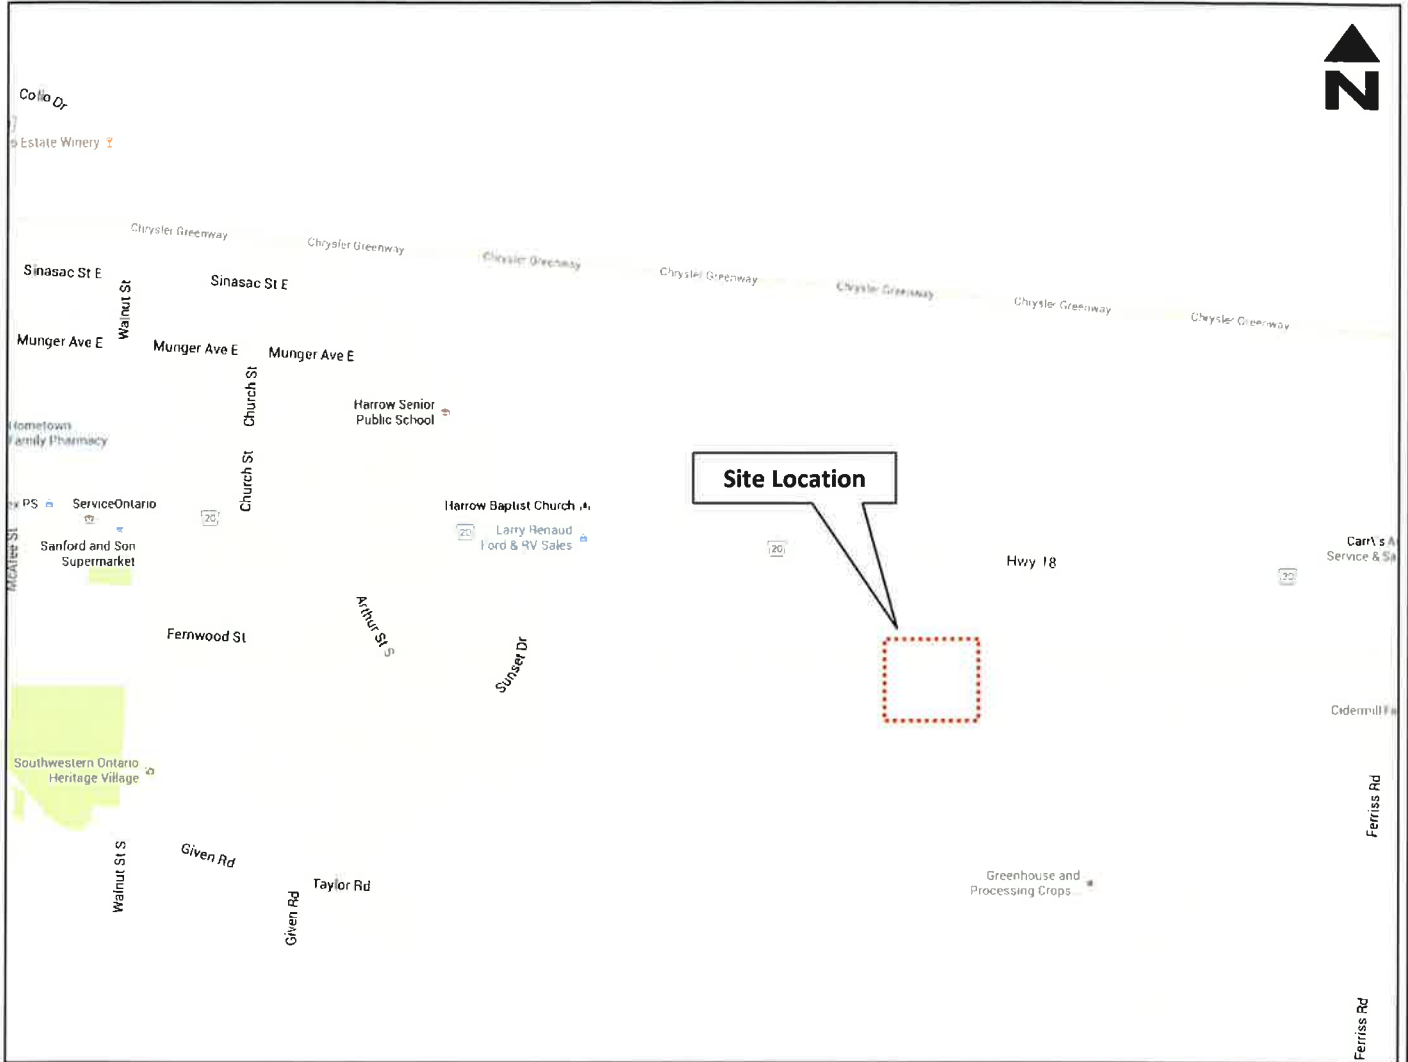 N
Collo Dr
Estate Winery
Chrysler Greenway
Chrysler Greenway
Chrysler Greenway
Chrysler Greenway
Chrysler Greenway
Chrysler Greenway
Chrysler Greenway
Sinasac St E
Sinasac St E
Walnut St
Munger Ave E
Munger Ave E
Munger Ave E
Church St
Harrow Senior
Public School
Hometown
Family Pharmacy
Church St
Site Location
PS
ServiceOntario
20
Harrow Baptist Church
20
Larry Renaud
Ford & RV Sales
Sanford and Son
Supermarket
McAfee St
20
Hwy 18
20
Service &
Fernwood St
Arthur St S
Sunset Dr
Cidermill
Southwestern Ontario
Heritage Village
Ferriss Rd
Walnut St S
Given Rd
Taylor Rd
Given Rd
Greenhouse and
Processing Crops...
Ferriss Rd